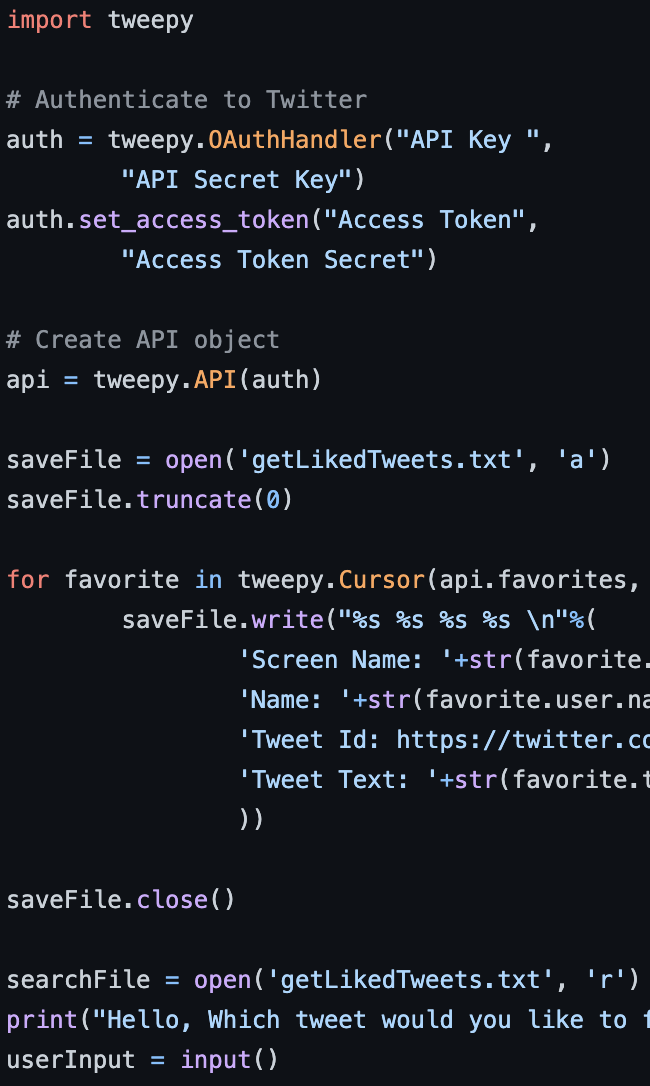 import tweepy
# Authenticate to Twitter
auth = tweepy.OAuthHandler("API Key ",
"API Secret Key")
auth.set_access_token("Access Token",
"Access Token Secret")
# Create API object
api = tweepy.API(auth)
saveFile = open('getLikedTweets.txt', 'a')
saveFile.truncate(0)
for favorite in tweepy.Cursor(api.favorites,
saveFile.write("%s %s %s %s \n"%(
'Screen Name: '+str(favorite.
'Name: '+str(favorite.user.na
'Tweet Id: https://twitter.co
'Tweet Text: '+str(favorite.t
))
saveFile.close()
searchFile = open('getLikedTweets.txt', 'r')
print("Hello, Which tweet would you like to f
userInput = input()